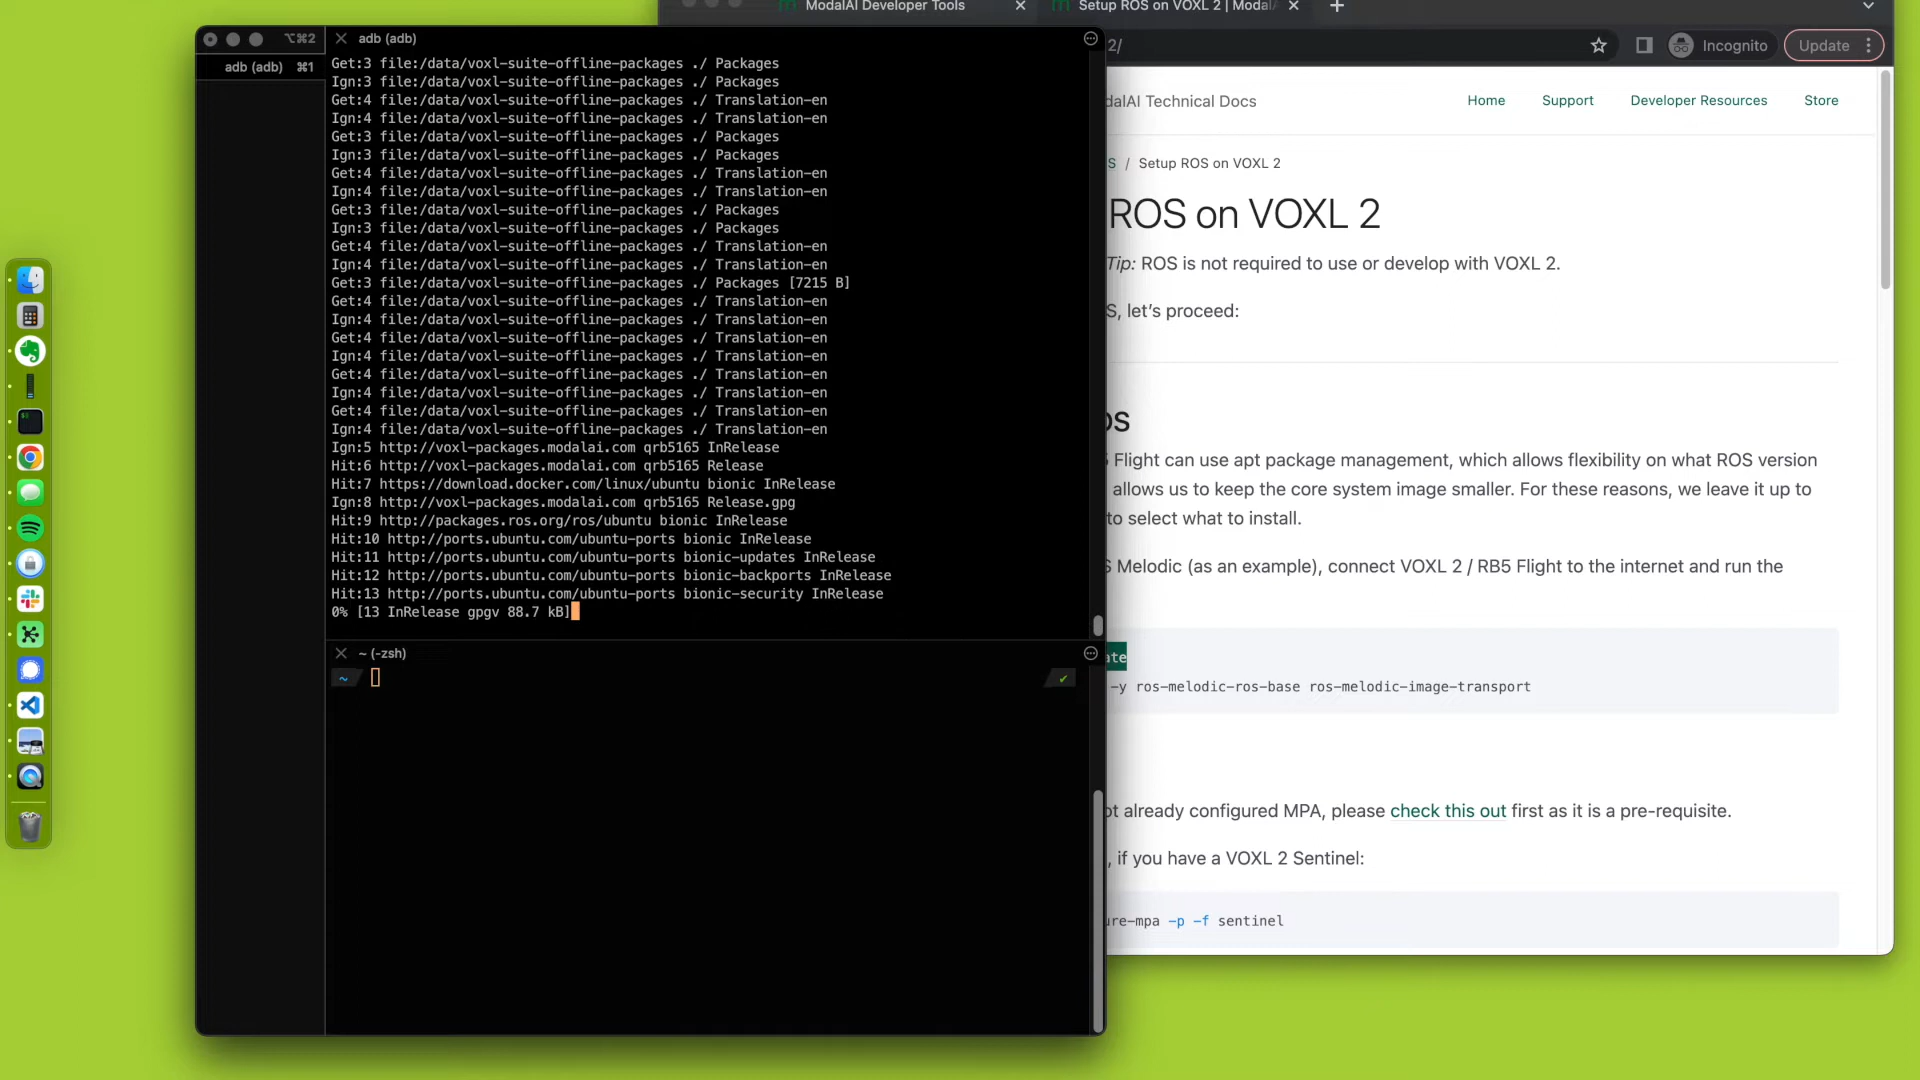 ModalAI Developer Tools
Setup ROS on VOXL 2 | Modal
2/
Incognito
Update
⌥⌘2
adb (adb)
adb (adb) ⌘1
Get:3 file:/data/voxl-suite-offline-packages ./ Packages
Ign:3 file:/data/voxl-suite-offline-packages ./ Packages
Get:4 file:/data/voxl-suite-offline-packages ./ Translation-en
Ign:4 file:/data/voxl-suite-offline-packages ./ Translation-en
Get:3 file:/data/voxl-suite-offline-packages ./ Packages
Ign:3 file:/data/voxl-suite-offline-packages ./ Packages
Get:4 file:/data/voxl-suite-offline-packages ./ Translation-en
Ign:4 file:/data/voxl-suite-offline-packages ./ Translation-en
Get:3 file:/data/voxl-suite-offline-packages ./ Packages
Ign:3 file:/data/voxl-suite-offline-packages ./ Packages
Get:4 file:/data/voxl-suite-offline-packages ./ Translation-en
Ign:4 file:/data/voxl-suite-offline-packages ./ Translation-en
Get:3 file:/data/voxl-suite-offline-packages ./ Packages [7215 B]
Get:4 file:/data/voxl-suite-offline-packages ./ Translation-en
Ign:4 file:/data/voxl-suite-offline-packages ./ Translation-en
Get:4 file:/data/voxl-suite-offline-packages ./ Translation-en
Ign:4 file:/data/voxl-suite-offline-packages ./ Translation-en
Get:4 file:/data/voxl-suite-offline-packages ./ Translation-en
Ign:4 file:/data/voxl-suite-offline-packages ./ Translation-en
Get:4 file:/data/voxl-suite-offline-packages ./ Translation-en
Ign:4 file:/data/voxl-suite-offline-packages ./ Translation-en
Ign:5 http://voxl-packages.modalai.com qrb5165 InRelease
Hit:6 http://voxl-packages.modalai.com qrb5165 Release
Hit:7 https://download.docker.com/linux/ubuntu bionic InRelease
Ign:8 http://voxl-packages.modalai.com qrb5165 Release.gpg
Hit:9 http://packages.ros.org/ros/ubuntu bionic InRelease
Hit:10 http://ports.ubuntu.com/ubuntu-ports bionic InRelease
Hit:11 http://ports.ubuntu.com/ubuntu-ports bionic-updates InRelease
Hit:12 http://ports.ubuntu.com/ubuntu-ports bionic-backports InRelease
Hit:13 http://ports.ubuntu.com/ubuntu-ports bionic-security InRelease
0% [13 InRelease gpgv 88.7 kB]
~ (-zsh)
~
dalAI Technical Docs
Home Support Developer Resources Store
S / Setup ROS on VOXL 2
ROS on VOXL 2
Tip: ROS is not required to use or develop with VOXL 2.
S, let’s proceed:
OS
5 Flight can use apt package management, which allows flexibility on what ROS version
allows us to keep the core system image smaller. For these reasons, we leave it up to
to select what to install.
S Melodic (as an example), connect VOXL 2 / RB5 Flight to the internet and run the
ate
-y ros-melodic-ros-base ros-melodic-image-transport
ot already configured MPA, please check this out first as it is a pre-requisite.
, if you have a VOXL 2 Sentinel:
ure-mpa -p -f sentinel